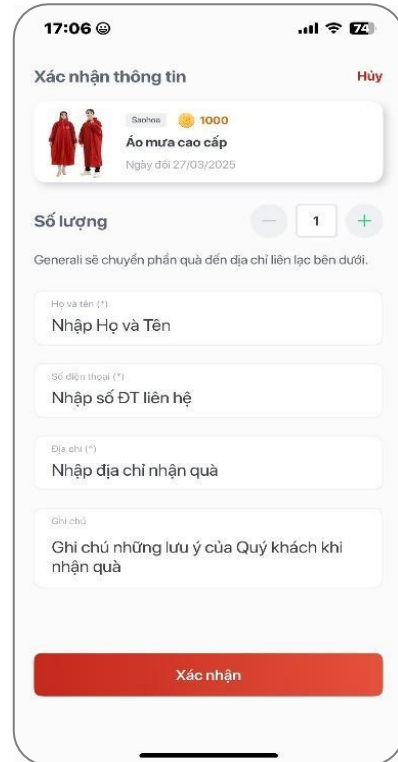 17:06
74
Xác nhận thông tin
Hủy
Saohoa 1000
Áo mưa cao cấp
Ngày đổi 27/03/2025
Số lượng
1
Generali sẽ chuyển phần quà đến địa chỉ liên lạc bên dưới.
Họ và tên (*)
Nhập Họ và Tên
Số điện thoại (*)
Nhập số ĐT liên hệ
Địa chỉ (*)
Nhập địa chỉ nhận quà
Ghi chú
Ghi chú những lưu ý của Quý khách khi
nhận quà
Xác nhận